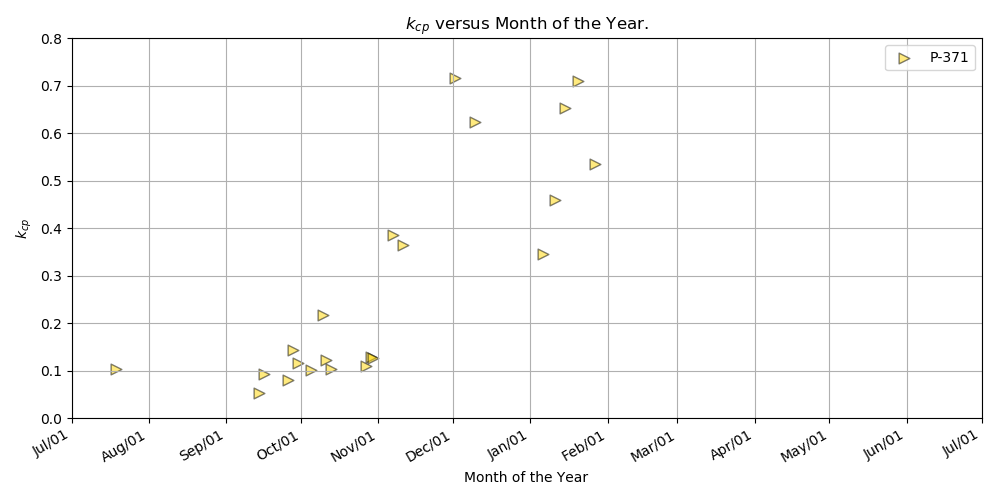 k_cp versus Month of the Year.
P-371
0.8
0.7
0.6
0.5
0.4
0.3
0.2
0.1
0.0
k_cp
Jul/01 Aug/01 Sep/01 Oct/01 Nov/01 Dec/01 Jan/01 Feb/01 Mar/01 Apr/01 May/01 Jun/01 Jul/01
Month of the Year